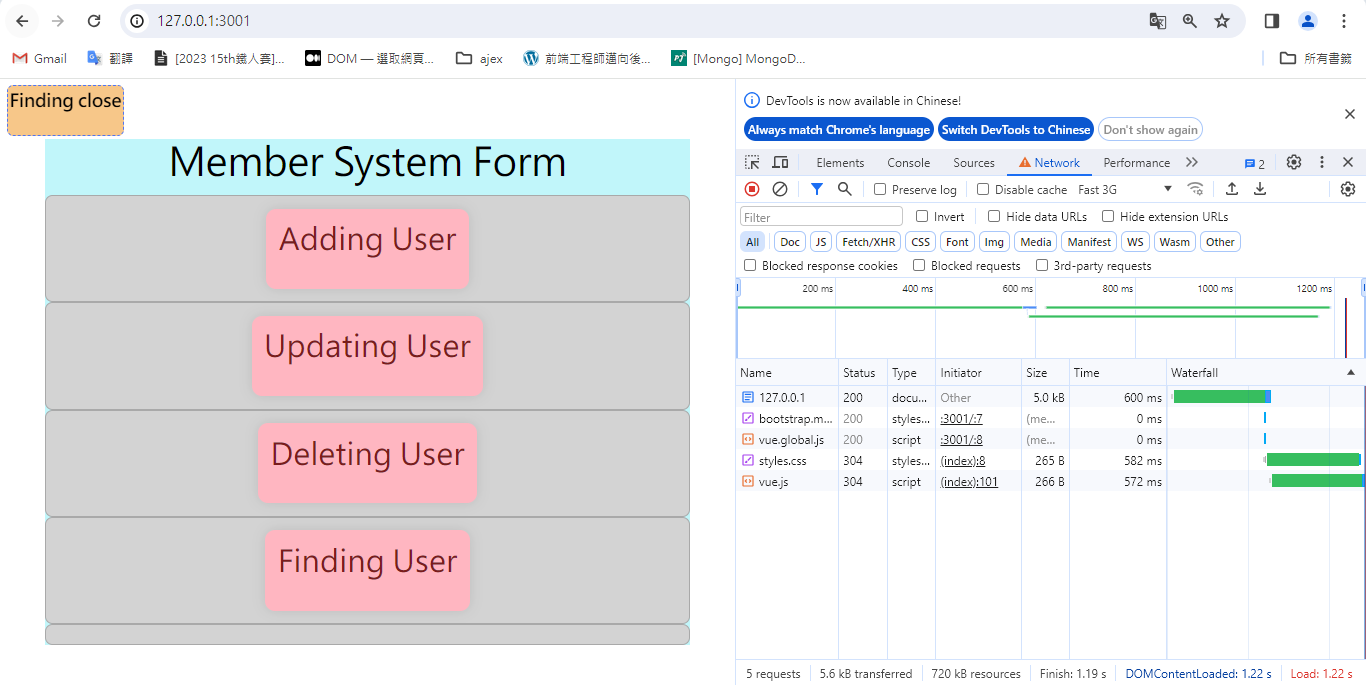 127.0.0.1:3001
Gmail 翻譯 [2023 15th鐵人賽]... DOM — 選取網頁... ajex 前端工程師邁向後... [Mongo] MongoD... 所有書籤
Finding close
Member System Form
Adding User
Updating User
Deleting User
Finding User
DevTools is now available in Chinese!
Always match Chrome's language Switch DevTools to Chinese Don't show again
Elements Console Sources Network Performance 2
Preserve log Disable cache Fast 3G
Filter Invert Hide data URLs Hide extension URLs
All Doc JS Fetch/XHR CSS Font Img Media Manifest WS Wasm Other
Blocked response cookies Blocked requests 3rd-party requests
200 ms 400 ms 600 ms 800 ms 1000 ms 1200 ms
Name Status Type Initiator Size Time Waterfall
127.0.0.1 200 docu... Other 5.0 kB 600 ms
bootstrap.m... 200 styles... :3001/:7 (me... 0 ms
vue.global.js 200 script :3001/:8 (me... 0 ms
styles.css 304 styles... (index):8 265 B 582 ms
vue.js 304 script (index):101 266 B 572 ms
5 requests 5.6 kB transferred 720 kB resources Finish: 1.19 s DOMContentLoaded: 1.22 s Load: 1.22 s